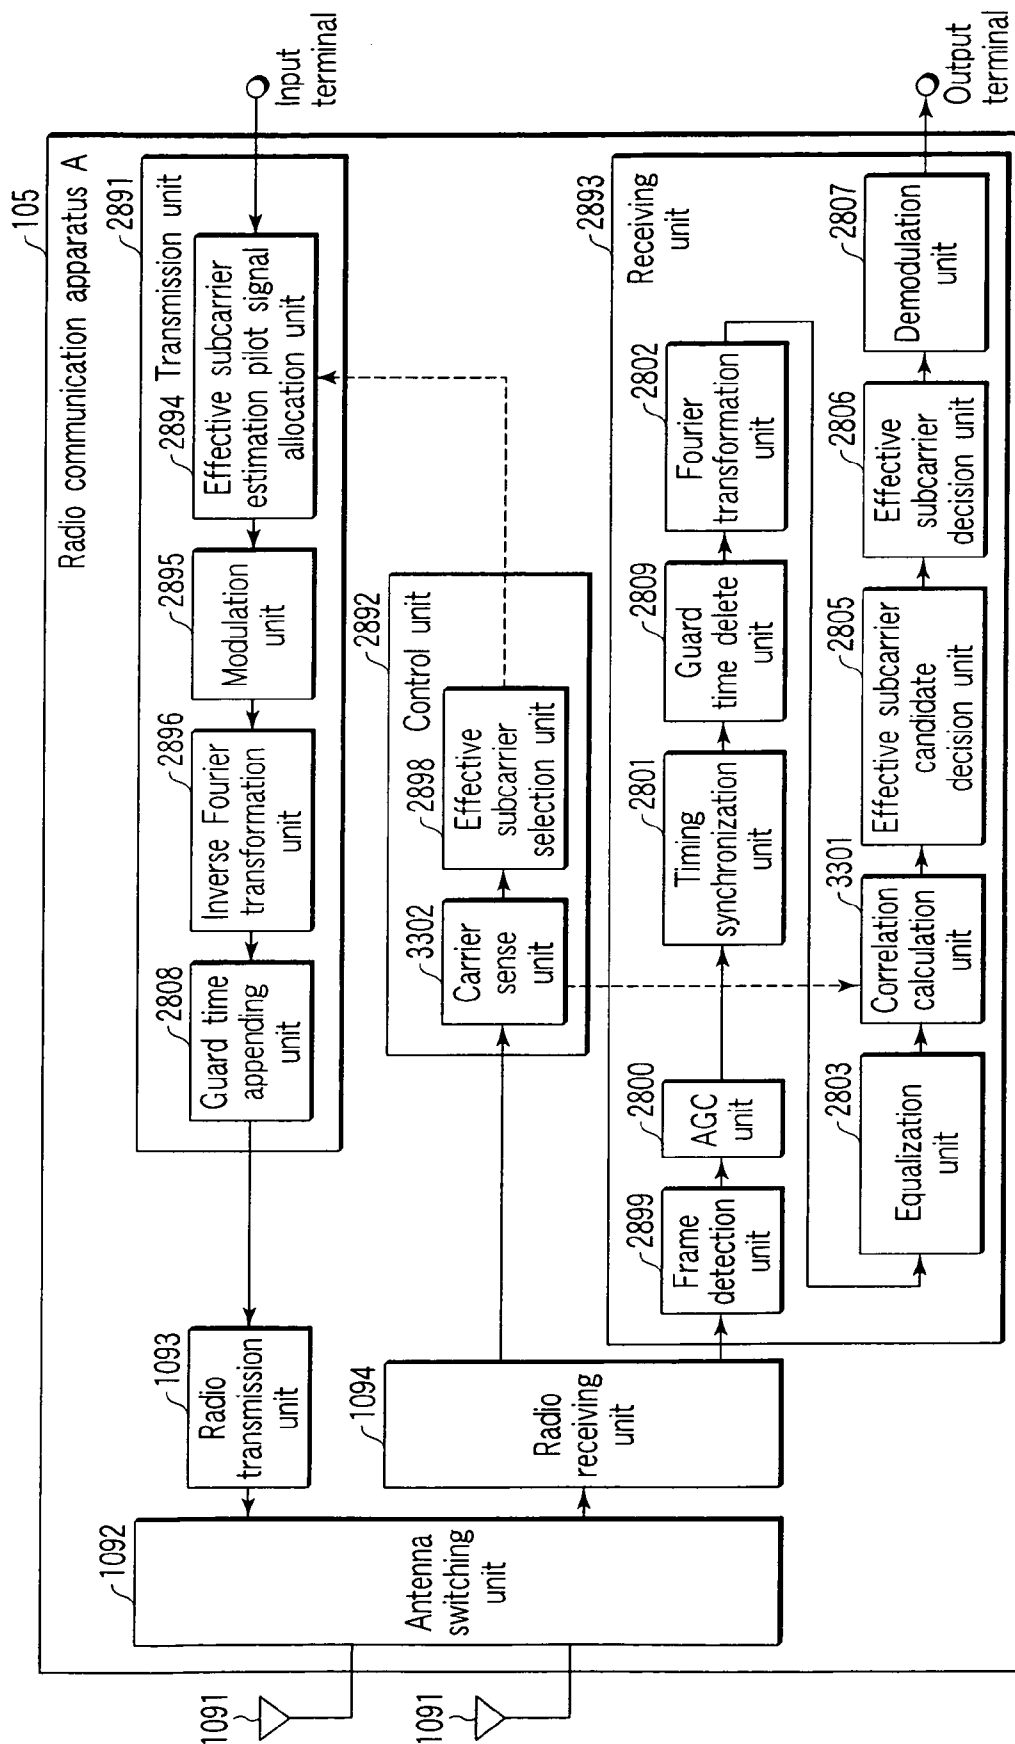 105
Radio communication apparatus A
2891
Transmission unit
Input
terminal
2894
Effective subcarrier
estimation pilot signal
allocation unit
2895
Modulation
unit
2896
Inverse Fourier
transformation
unit
2808
Guard time
appending
unit
1093
Radio
transmission
unit
1092
Antenna
switching
unit
1091
1091
1094
Radio
receiving
unit
2892
Control unit
3302
Carrier
sense
unit
2898
Effective
subcarrier
selection unit
2893
Receiving
unit
2899
Frame
detection
unit
2800
AGC
unit
2801
Timing
synchronization
unit
2809
Guard
time delete
unit
2802
Fourier
transformation
unit
2803
Equalization
unit
3301
Correlation
calculation
unit
2805
Effective subcarrier
candidate
decision unit
2806
Effective
subcarrier
decision unit
2807
Demodulation
unit
Output
terminal